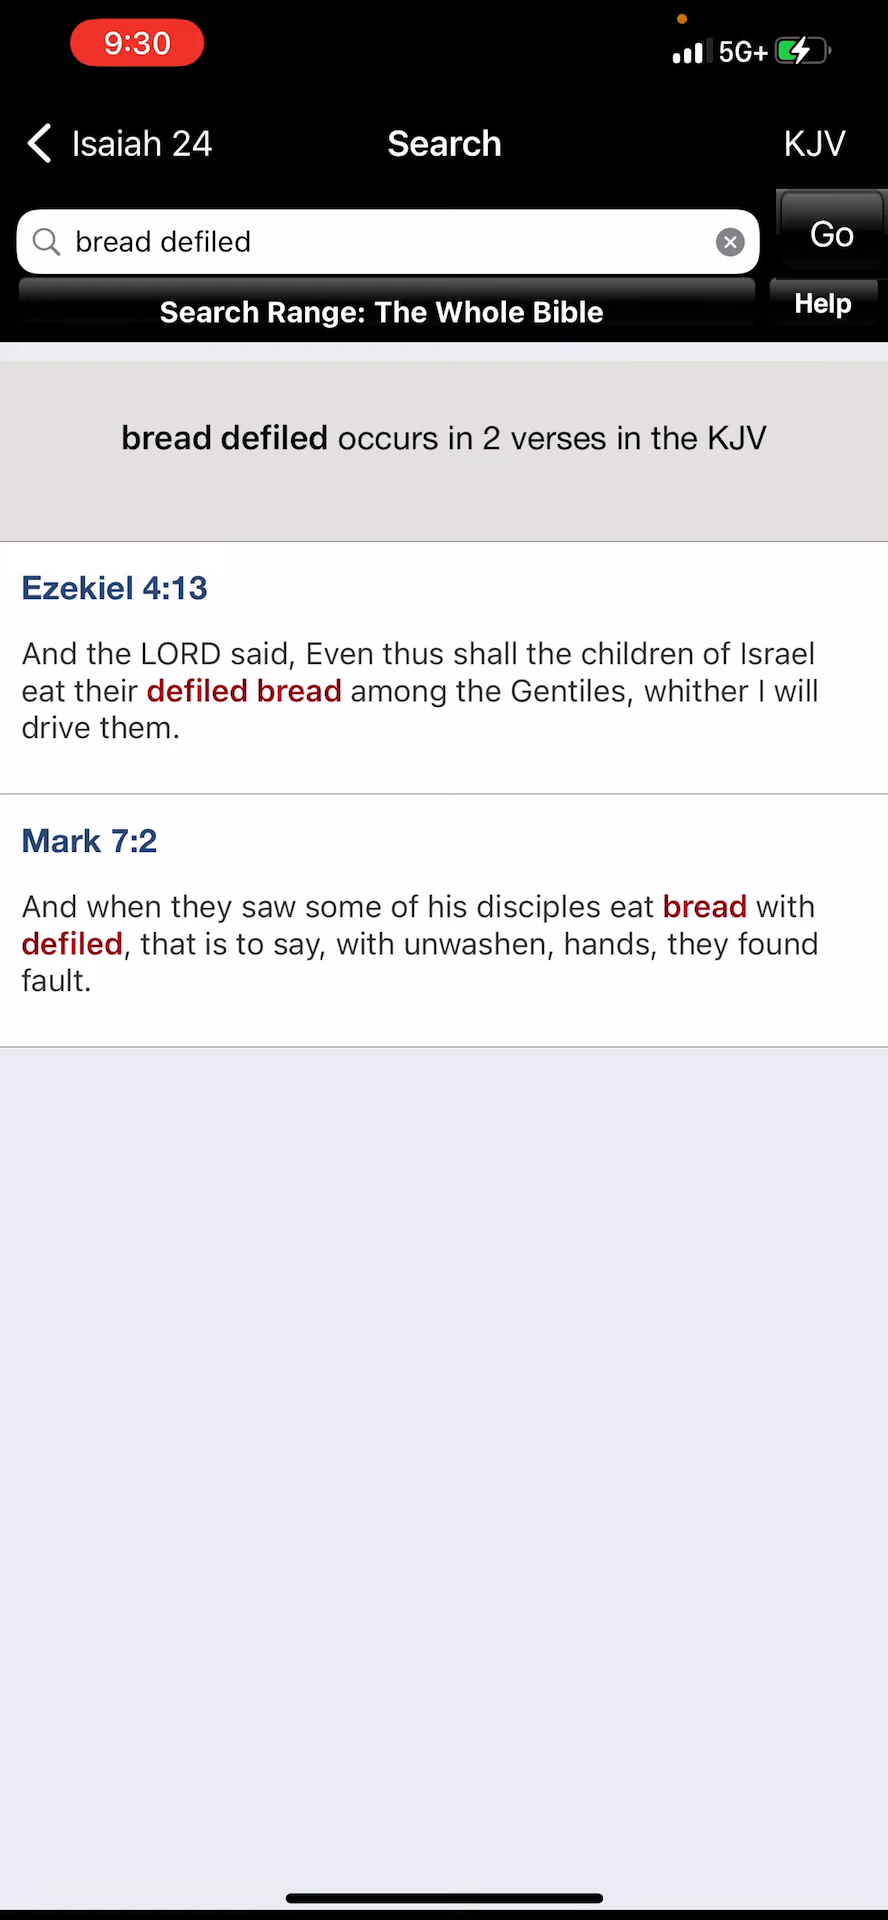 9:30
5G+
Isaiah 24
Search
KJV
bread defiled
Go
Search Range: The Whole Bible
Help
bread defiled occurs in 2 verses in the KJV
Ezekiel 4:13
And the LORD said, Even thus shall the children of Israel
eat their defiled bread among the Gentiles, whither I will
drive them.
Mark 7:2
And when they saw some of his disciples eat bread with
defiled, that is to say, with unwashen, hands, they found
fault.